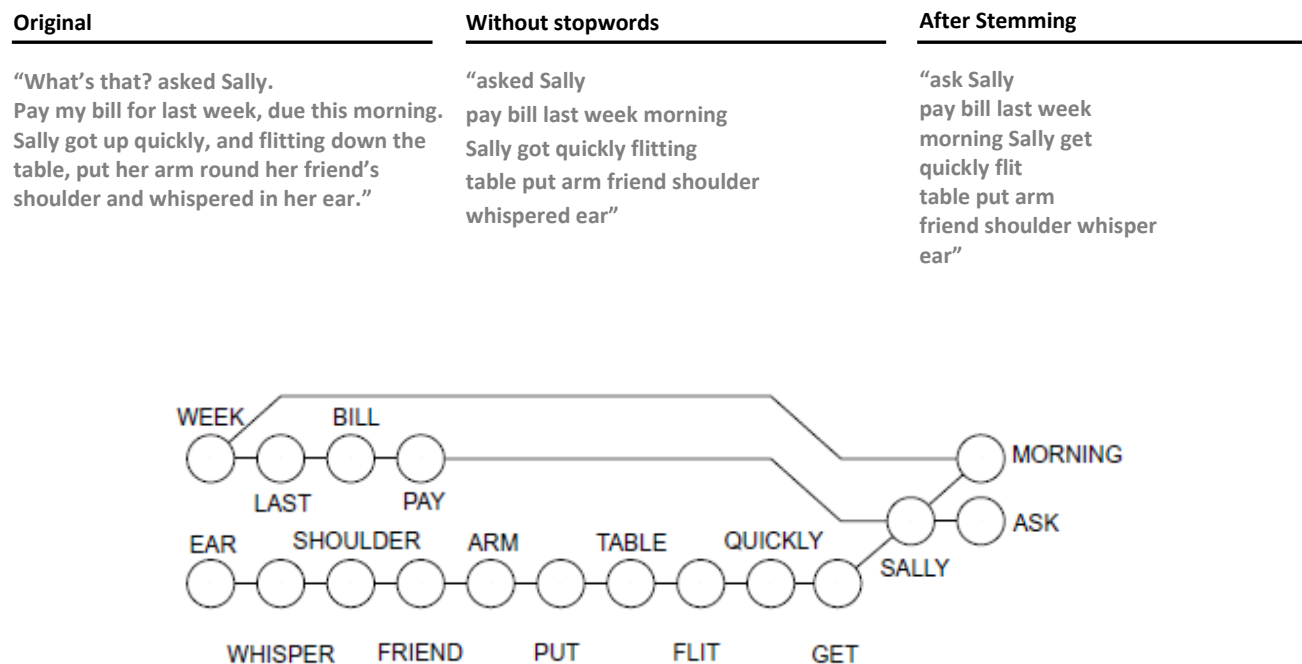 Original
“What’s that? asked Sally.
Pay my bill for last week, due this morning.
Sally got up quickly, and flitting down the
table, put her arm round her friend’s
shoulder and whispered in her ear.”
Without stopwords
“asked Sally
pay bill last week morning
Sally got quickly flitting
table put arm friend shoulder
whispered ear”
After Stemming
“ask Sally
pay bill last week
morning Sally get
quickly flit
table put arm
friend shoulder whisper
ear”
WEEK BILL
MORNING
LAST PAY
ASK
EAR SHOULDER ARM TABLE QUICKLY
SALLY
WHISPER FRIEND PUT FLIT GET